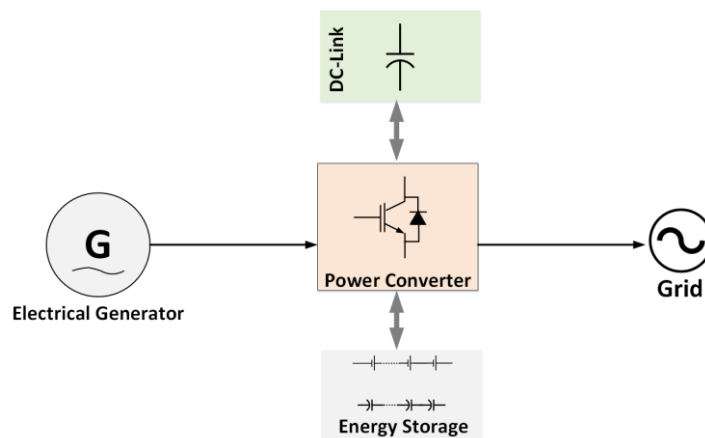 DC-Link
G
Electrical Generator
Power Converter
Grid
Energy Storage